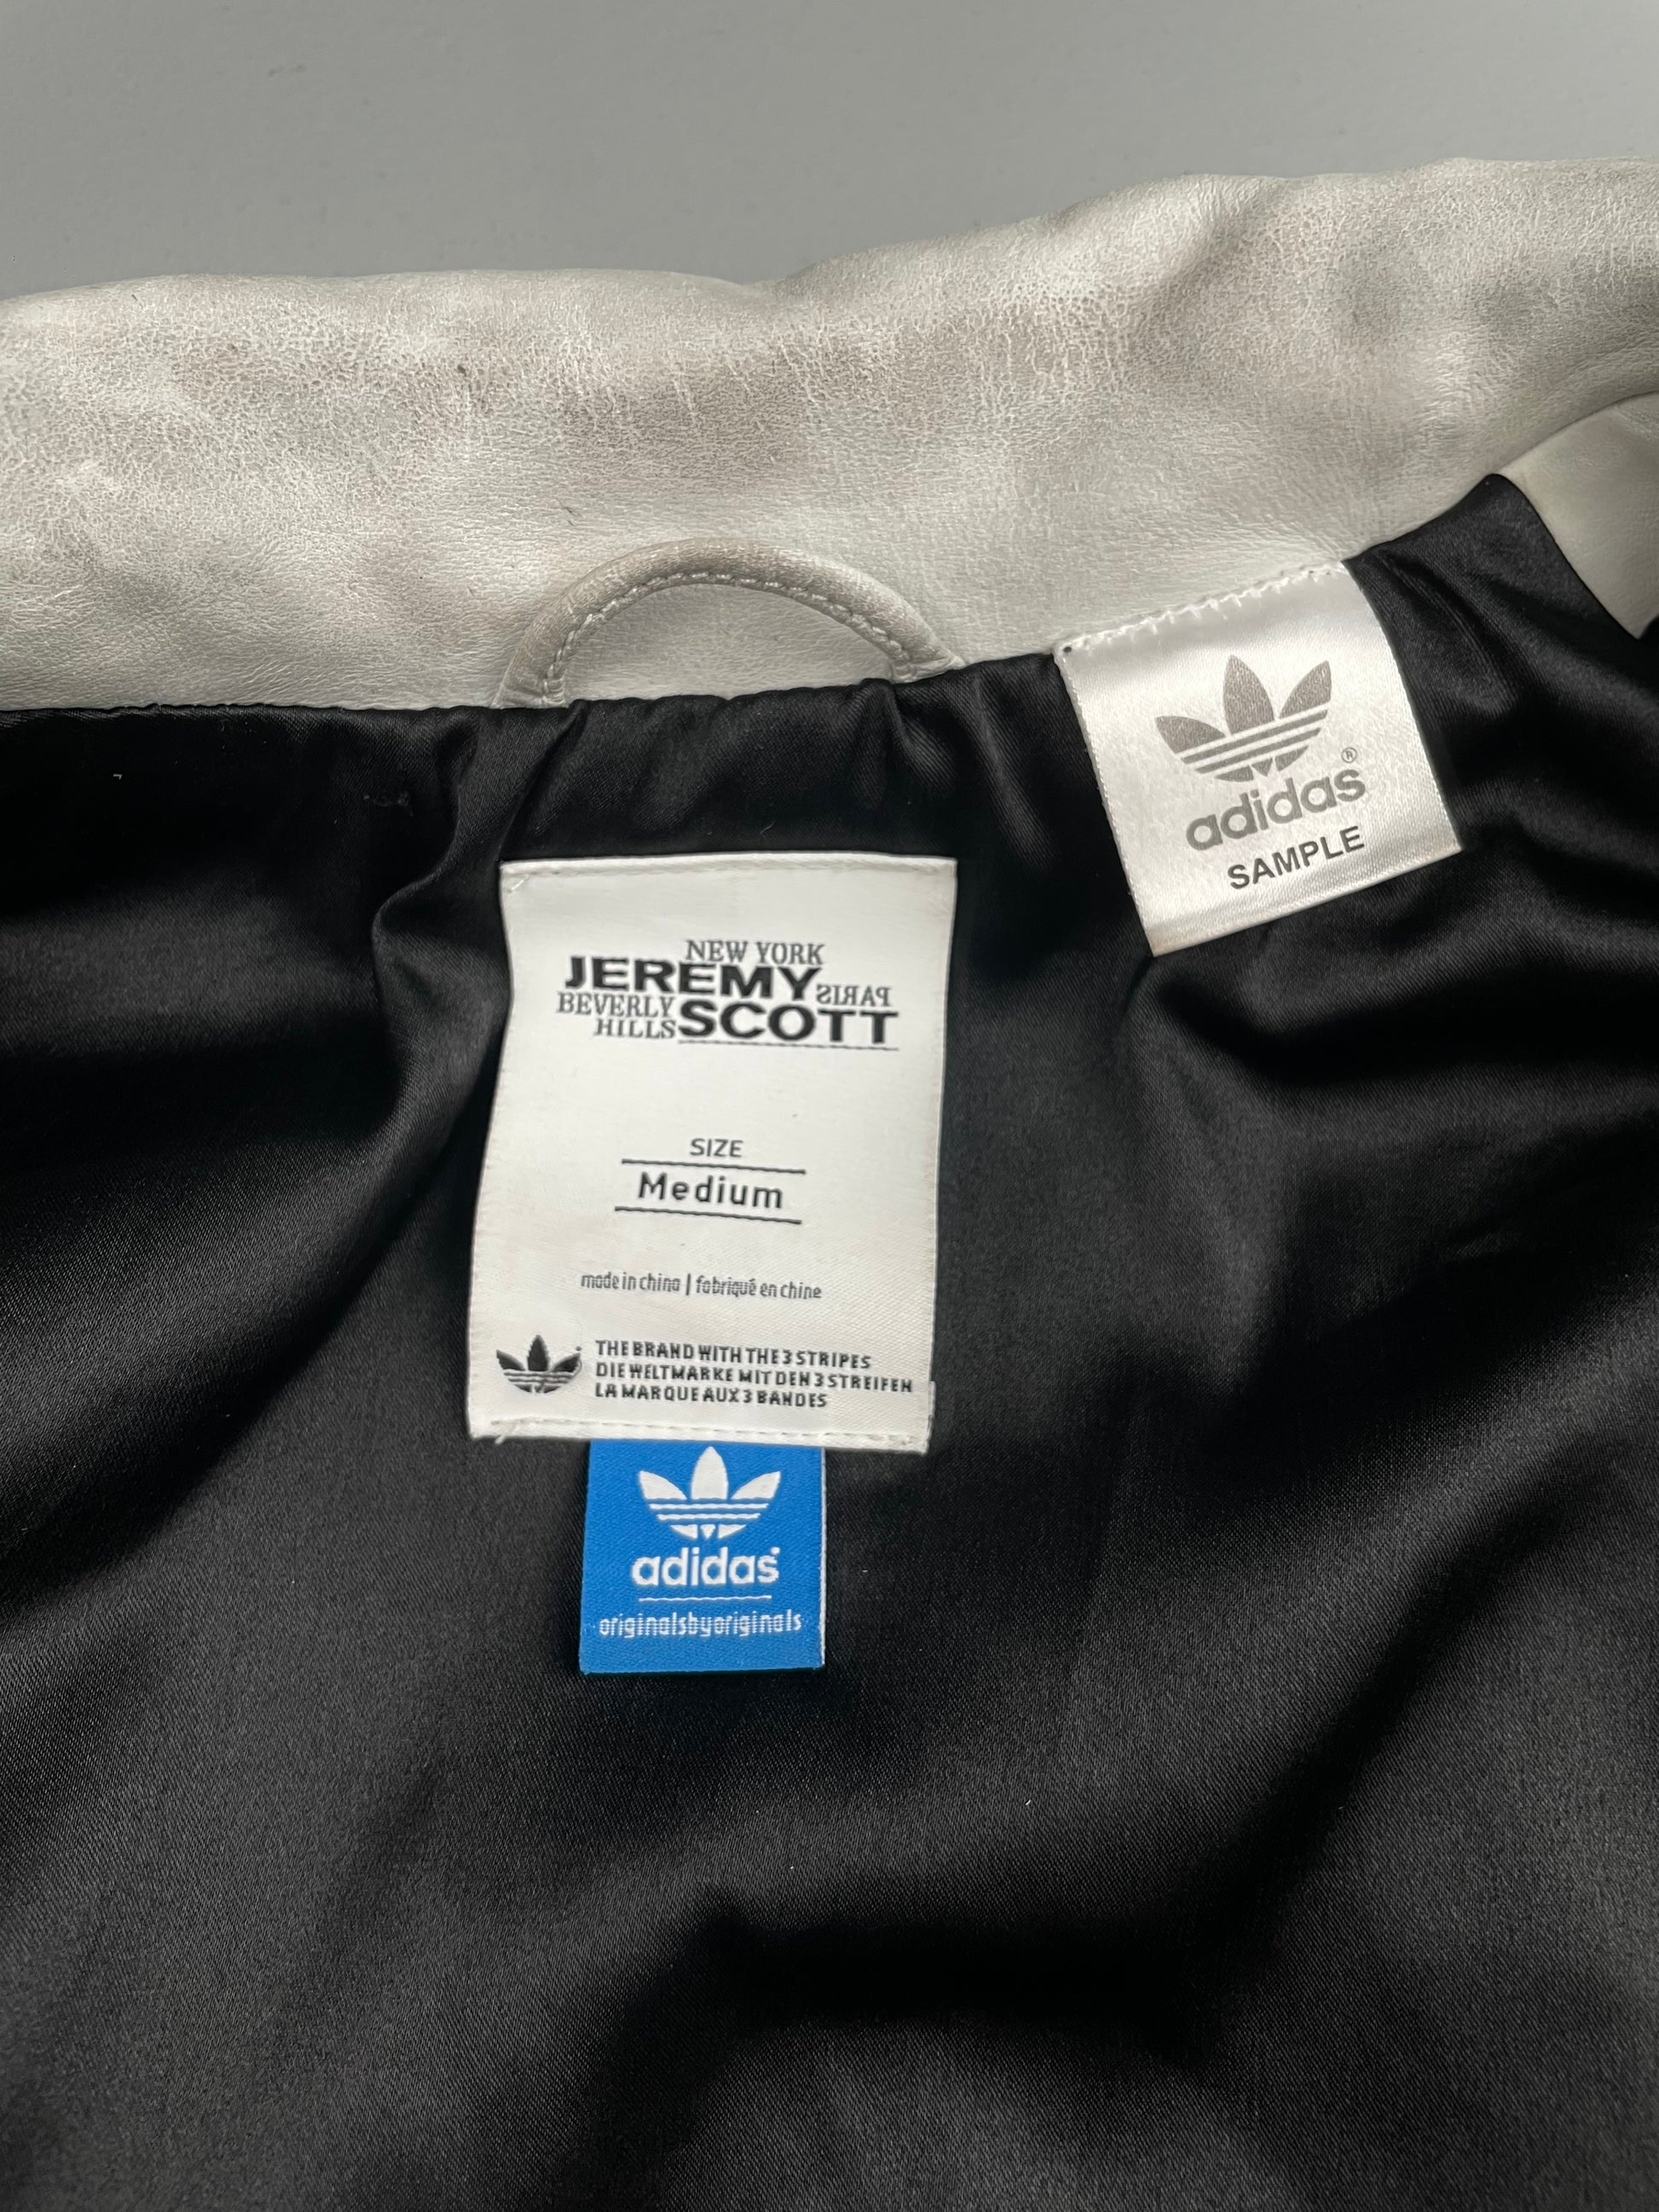 adidas®
SAMPLE
NEW YORK
JEREMY PARIS
BEVERLY
HILLS SCOTT
SIZE
Medium
made in china | fabriqué en chine
THE BRAND WITH THE 3 STRIPES
DIE WELTMARKE MIT DEN 3 STREIFEN
LA MARQUE AUX 3 BANDES
adidas
originalsbyoriginals